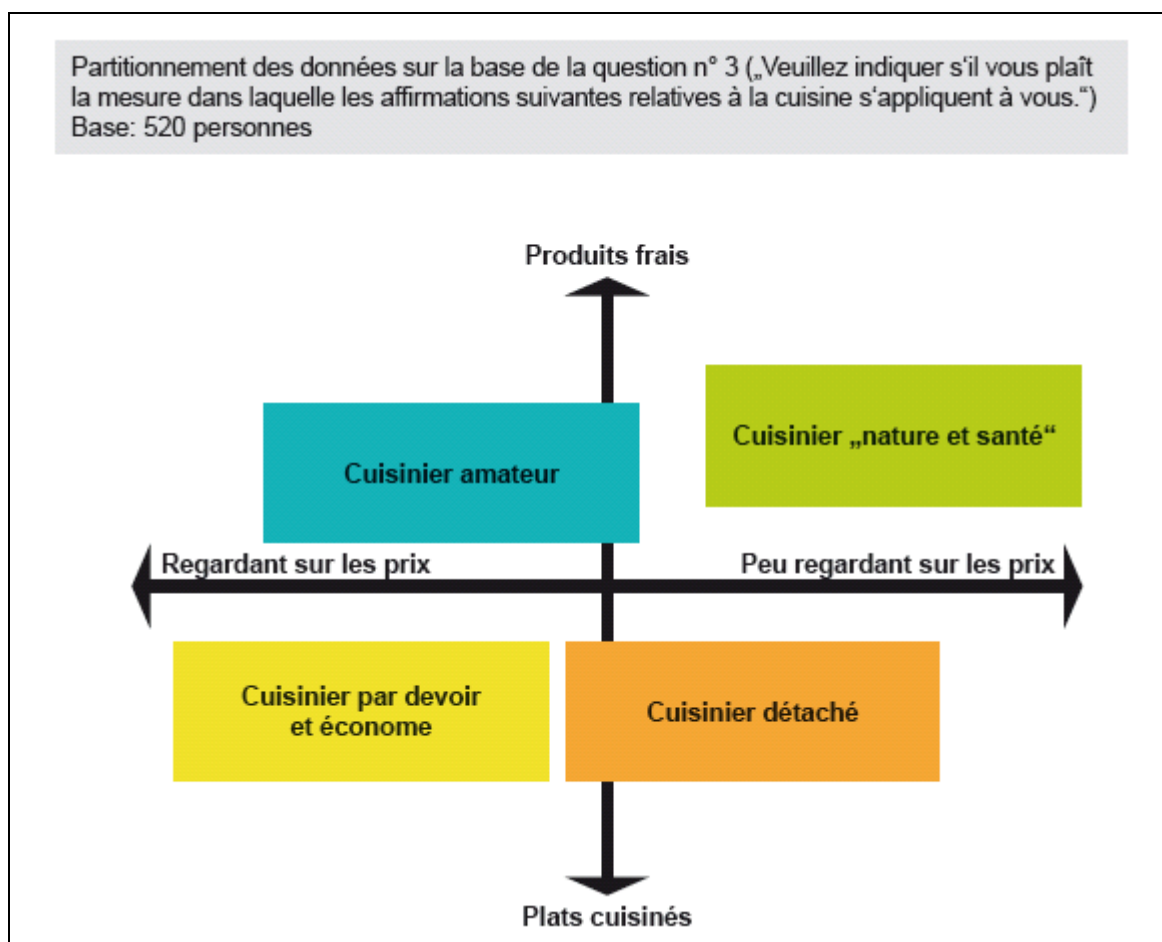 Partitionnement des données sur la base de la question n° 3 („Veuillez indiquer s‘il vous plaît
la mesure dans laquelle les affirmations suivantes relatives à la cuisine s‘appliquent à vous.“)
Base: 520 personnes
Produits frais
Cuisinier „nature et santé“
Cuisinier amateur
Regardant sur les prix
Peu regardant sur les prix
Cuisinier par devoir
et économe
Cuisinier détaché
Plats cuisinés